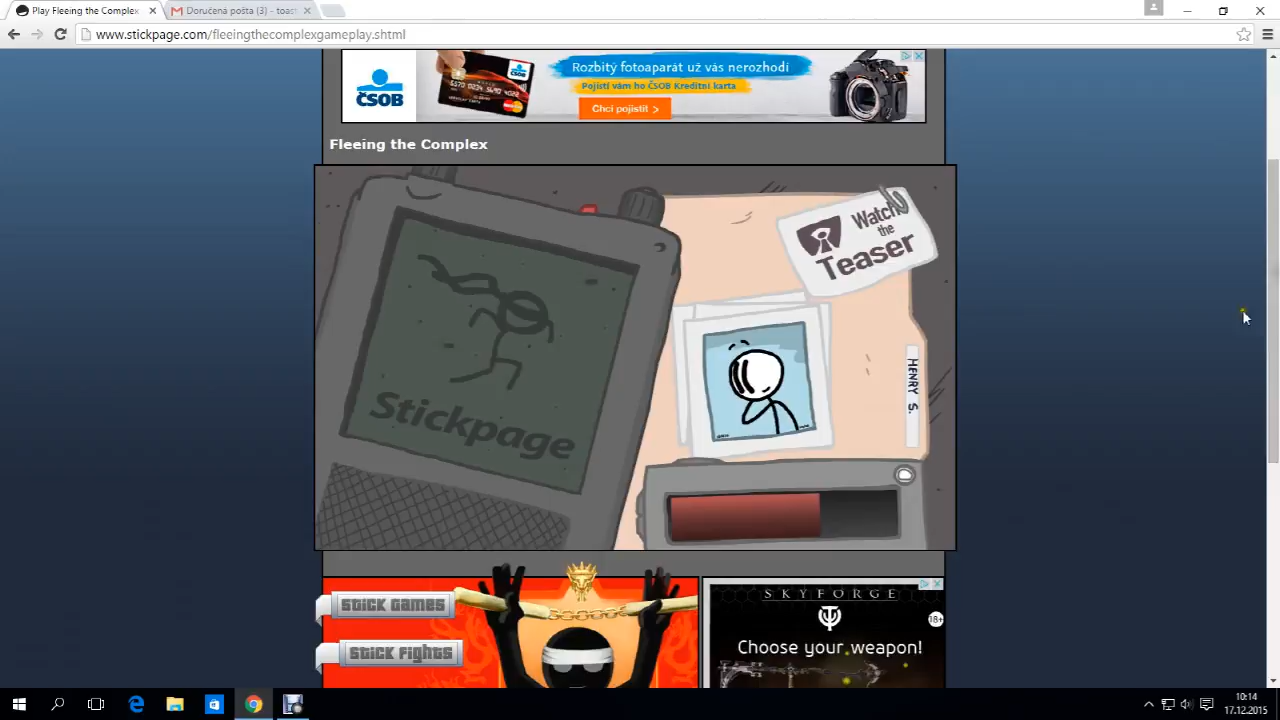 Play Fleeing the Complex
Doručená pošta (3) - toast
www.stickpage.com/fleeingthecomplexgameplay.shtml
ČSOB
Rozbitý fotoaparát už vás nerozhodí
Pojistí vám ho ČSOB Kreditní karta
Chci pojistit >
Fleeing the Complex
Watch
the
Teaser
Stickpage
HENRY S.
STICK GAMES
STICK FIGHTS
SKYFORGE
18+
Choose your weapon!
10:14
17.12.2015